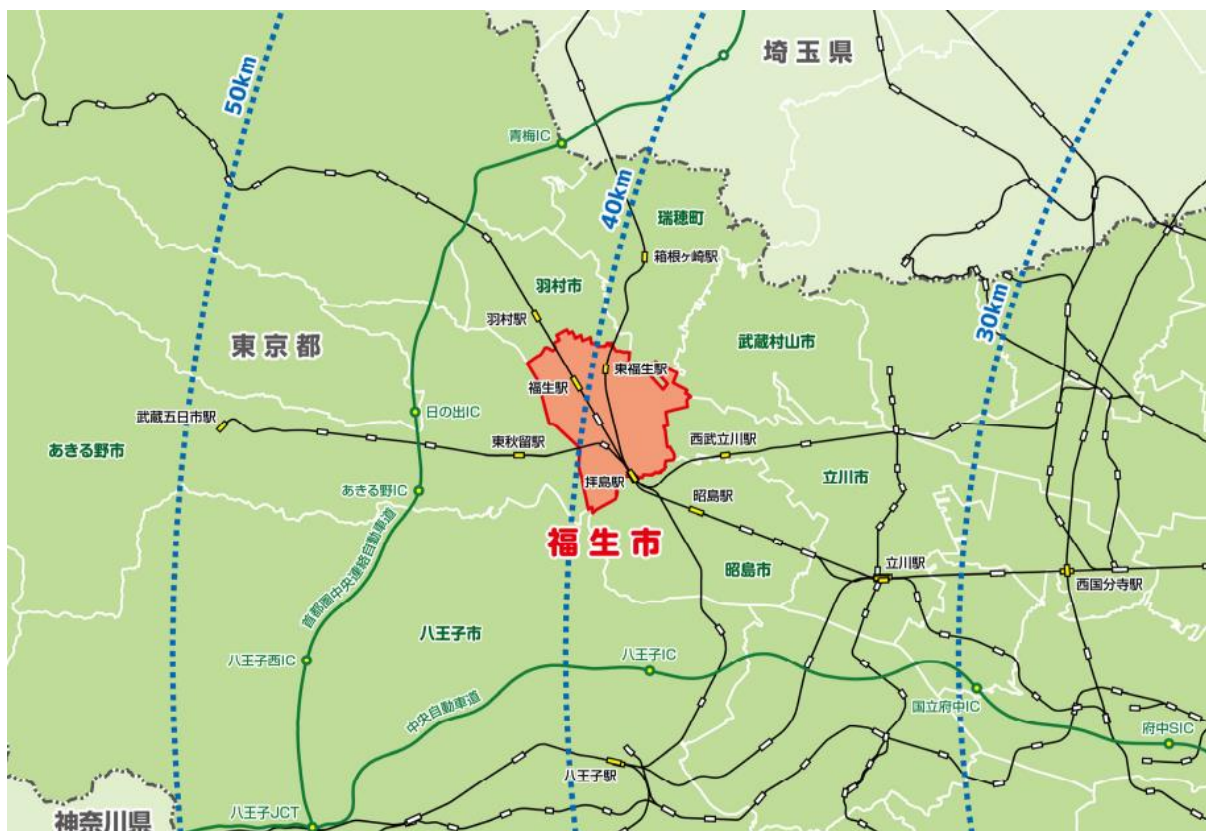 埼玉県
50km
青梅IC
40km
瑞穂町
箱根ヶ崎駅
羽村市
羽村駅
30km
東京都
武蔵村山市
東福生駅
福生駅
武蔵五日市駅
日の出IC
あきる野市
東秋留駅
西武立川駅
拝島駅
立川市
あきる野IC
昭島駅
福生市
首都圏中央連絡自動車道
昭島市
立川駅
西国分寺駅
八王子市
八王子西IC
八王子IC
中央自動車道
国立府中IC
府中SIC
八王子駅
八王子JCT
神奈川県